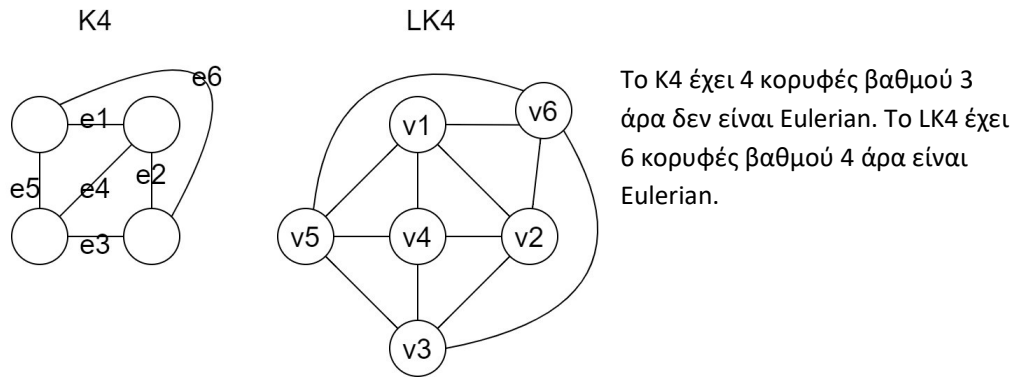 K4
LK4
e6
e1
e5
e4
e2
e3
v1
v6
v5
v4
v2
v3
Το K4 έχει 4 κορυφές βαθμού 3
άρα δεν είναι Eulerian. Το LK4 έχει
6 κορυφές βαθμού 4 άρα είναι
Eulerian.